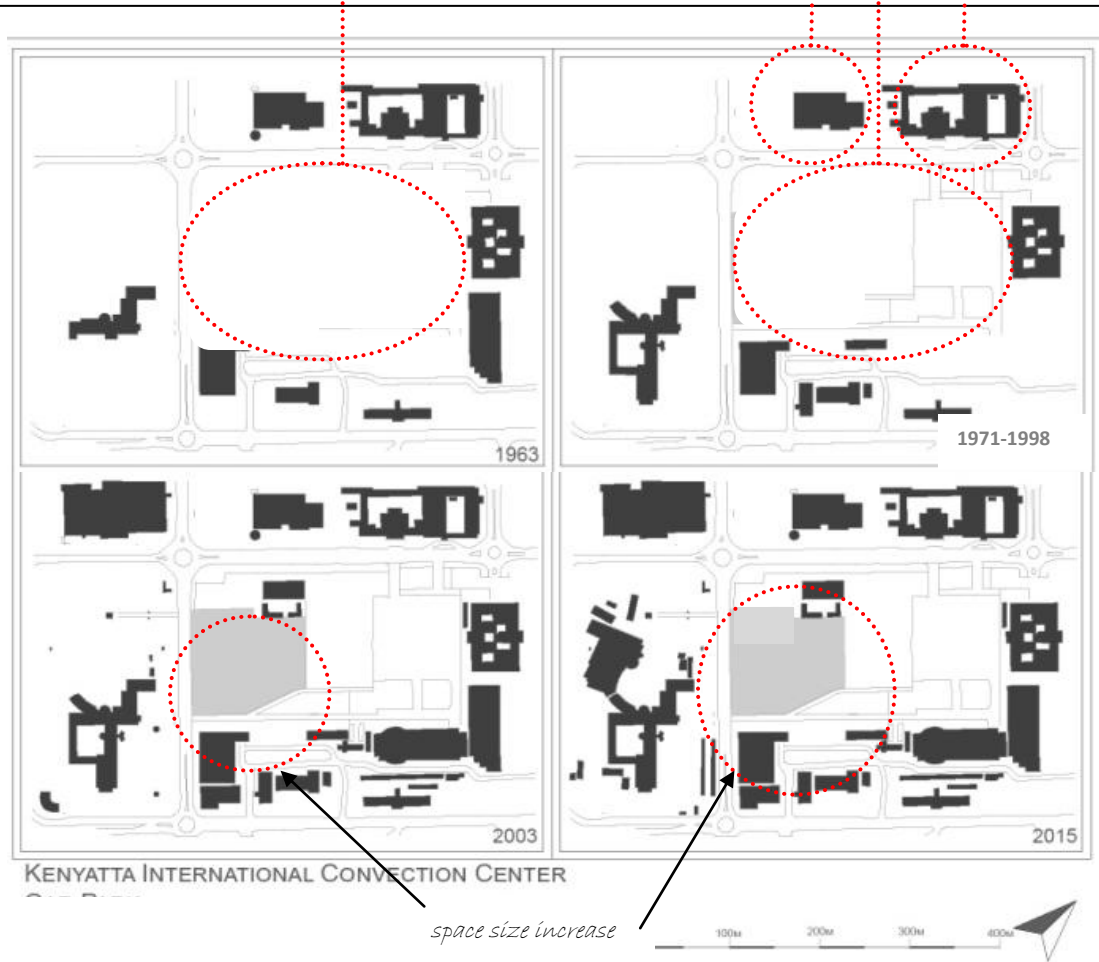 1963
1971-1998
2003
2015
KENYATTA INTERNATIONAL CONVECTION CENTER
space size increase
100M
200M
300M
400M